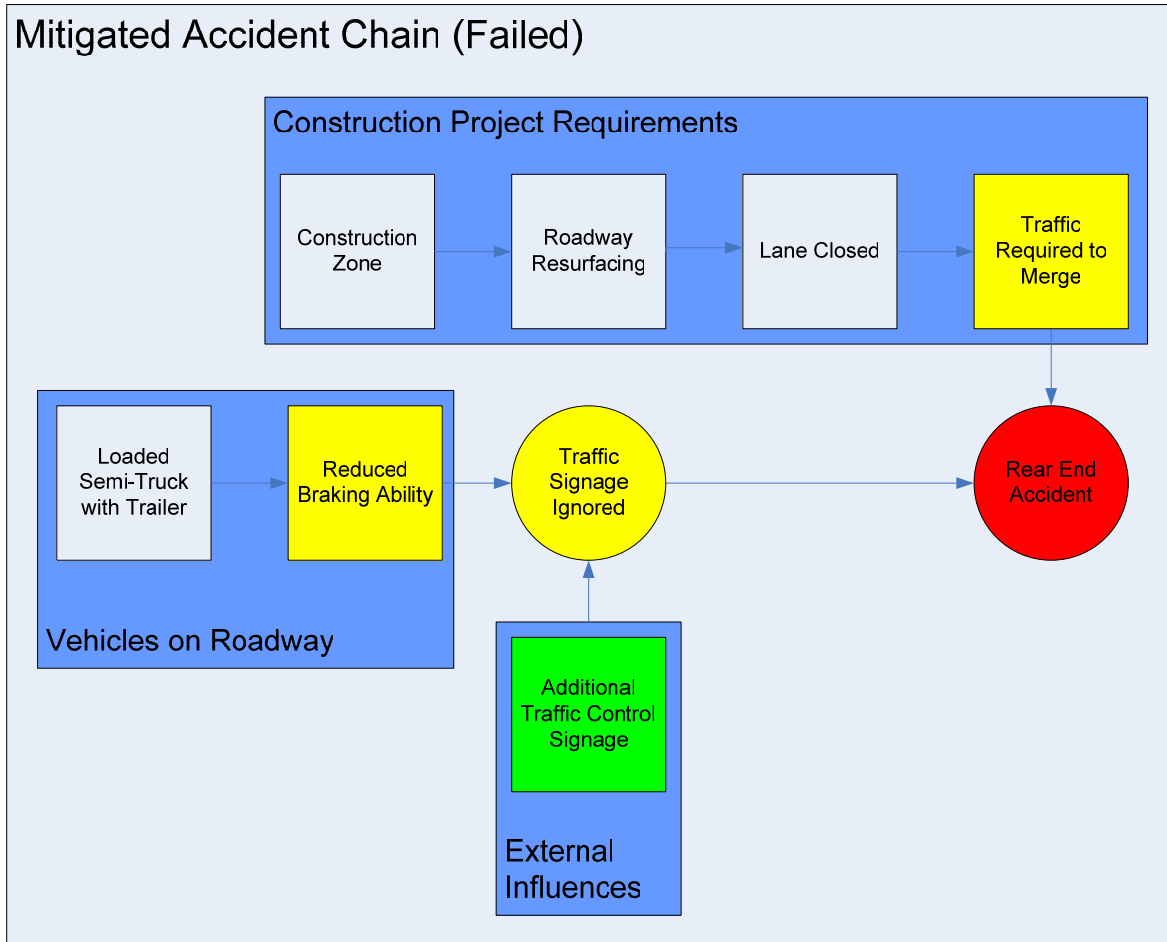 Mitigated Accident Chain (Failed)
Construction Project Requirements
Construction
Zone
Roadway
Resurfacing
Lane Closed
Traffic
Required to
Merge
Loaded
Semi-Truck
with Trailer
Reduced
Braking Ability
Traffic
Signage
Ignored
Rear End
Accident
Vehicles on Roadway
Additional
Traffic Control
Signage
External
Influences